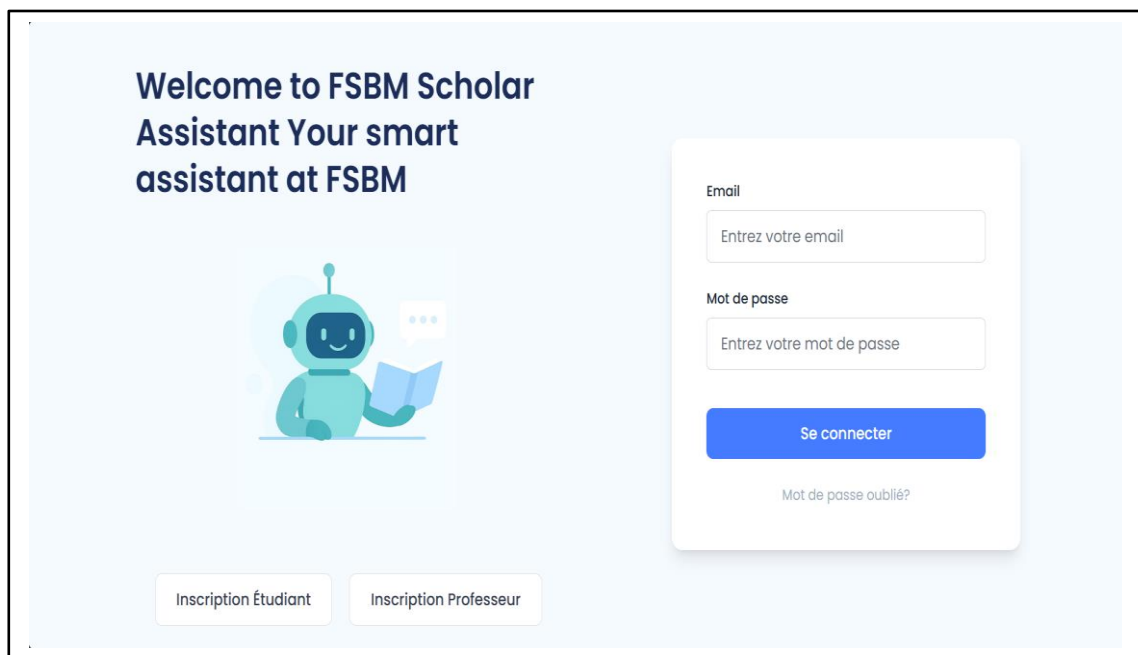 Welcome to FSBM Scholar
Assistant Your smart
assistant at FSBM
Email
Entrez votre email
Mot de passe
Entrez votre mot de passe
Se connecter
Mot de passe oublié?
Inscription Étudiant
Inscription Professeur